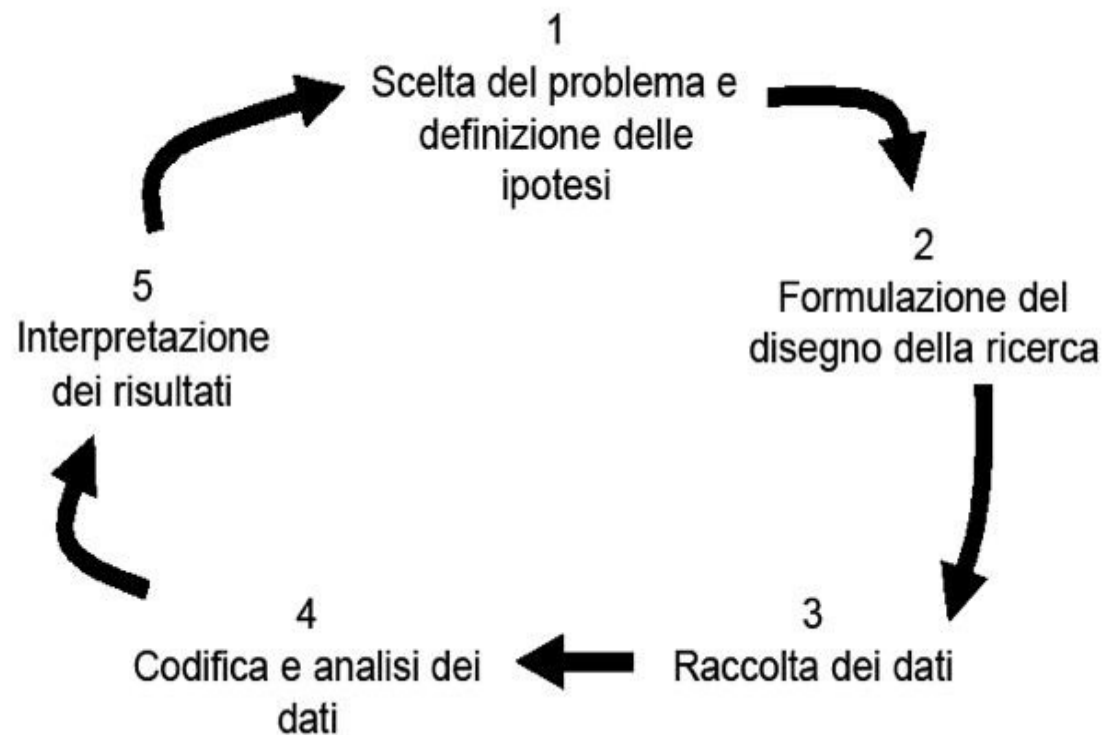 1
Scelta del problema e
definizione delle
ipotesi
2
Formulazione del
disegno della ricerca
3
Raccolta dei dati
4
Codifica e analisi dei
dati
5
Interpretazione
dei risultati